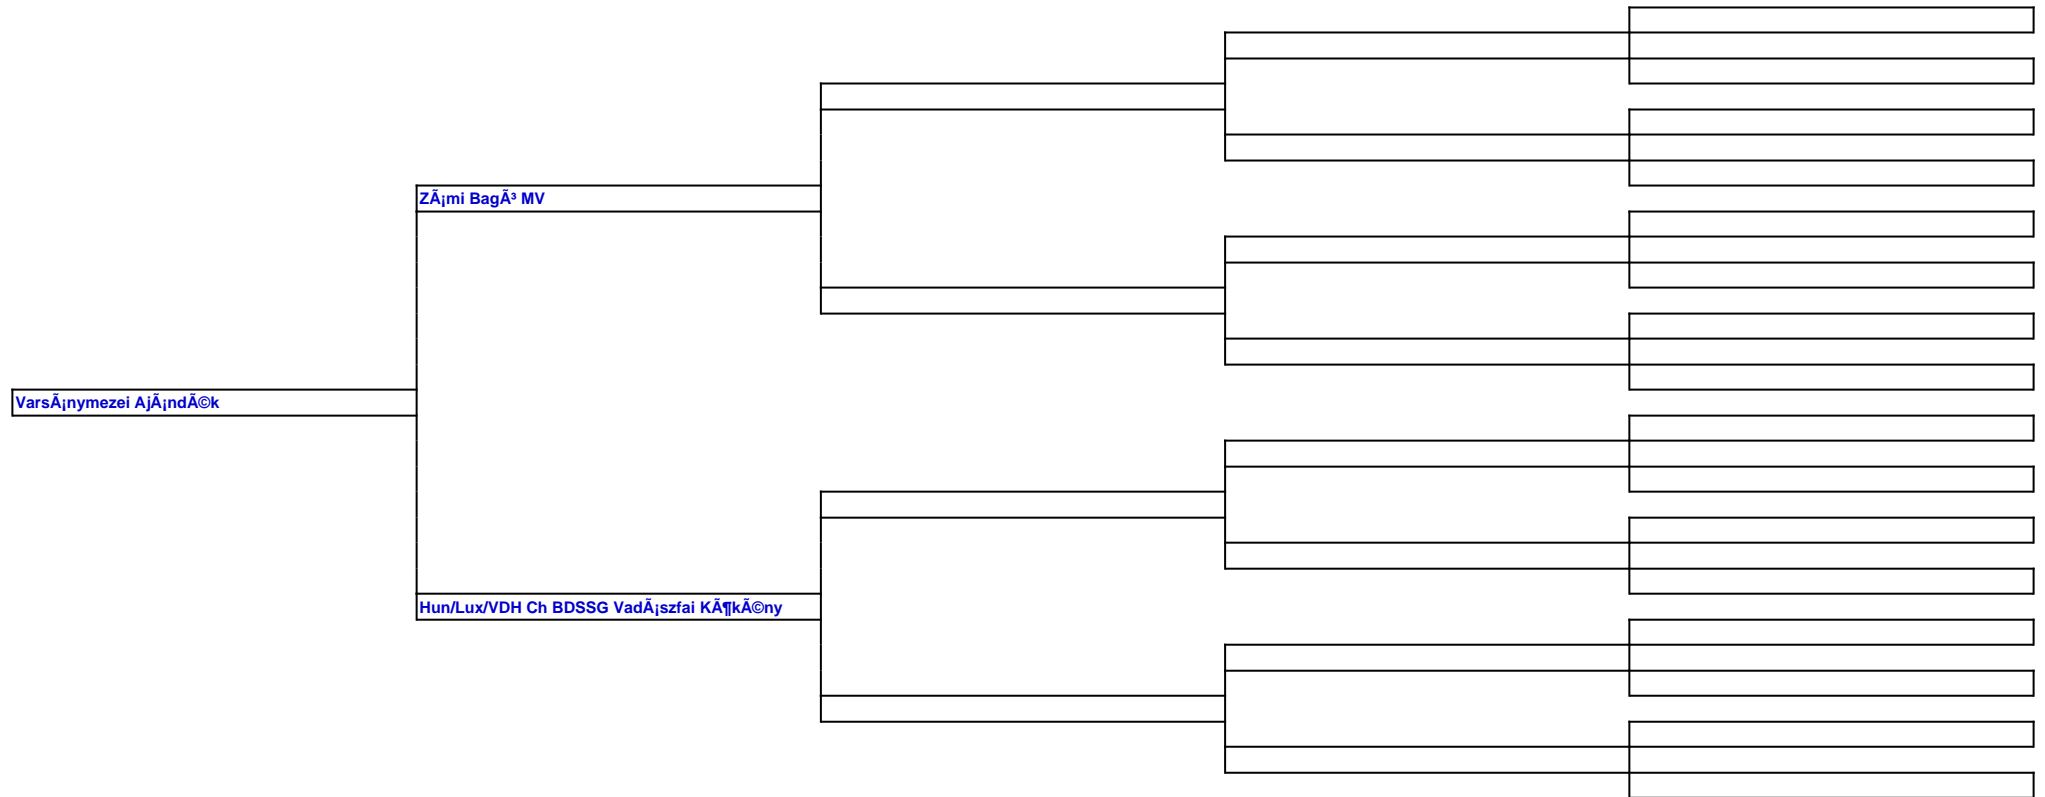 ZÃ¡mi BagÃ³ MV
VarsÃ¡nymezei AjÃ¡ndÃ©k
Hun/Lux/VDH Ch BDSSG VadÃ¡szfai KÃ¶kÃ©ny